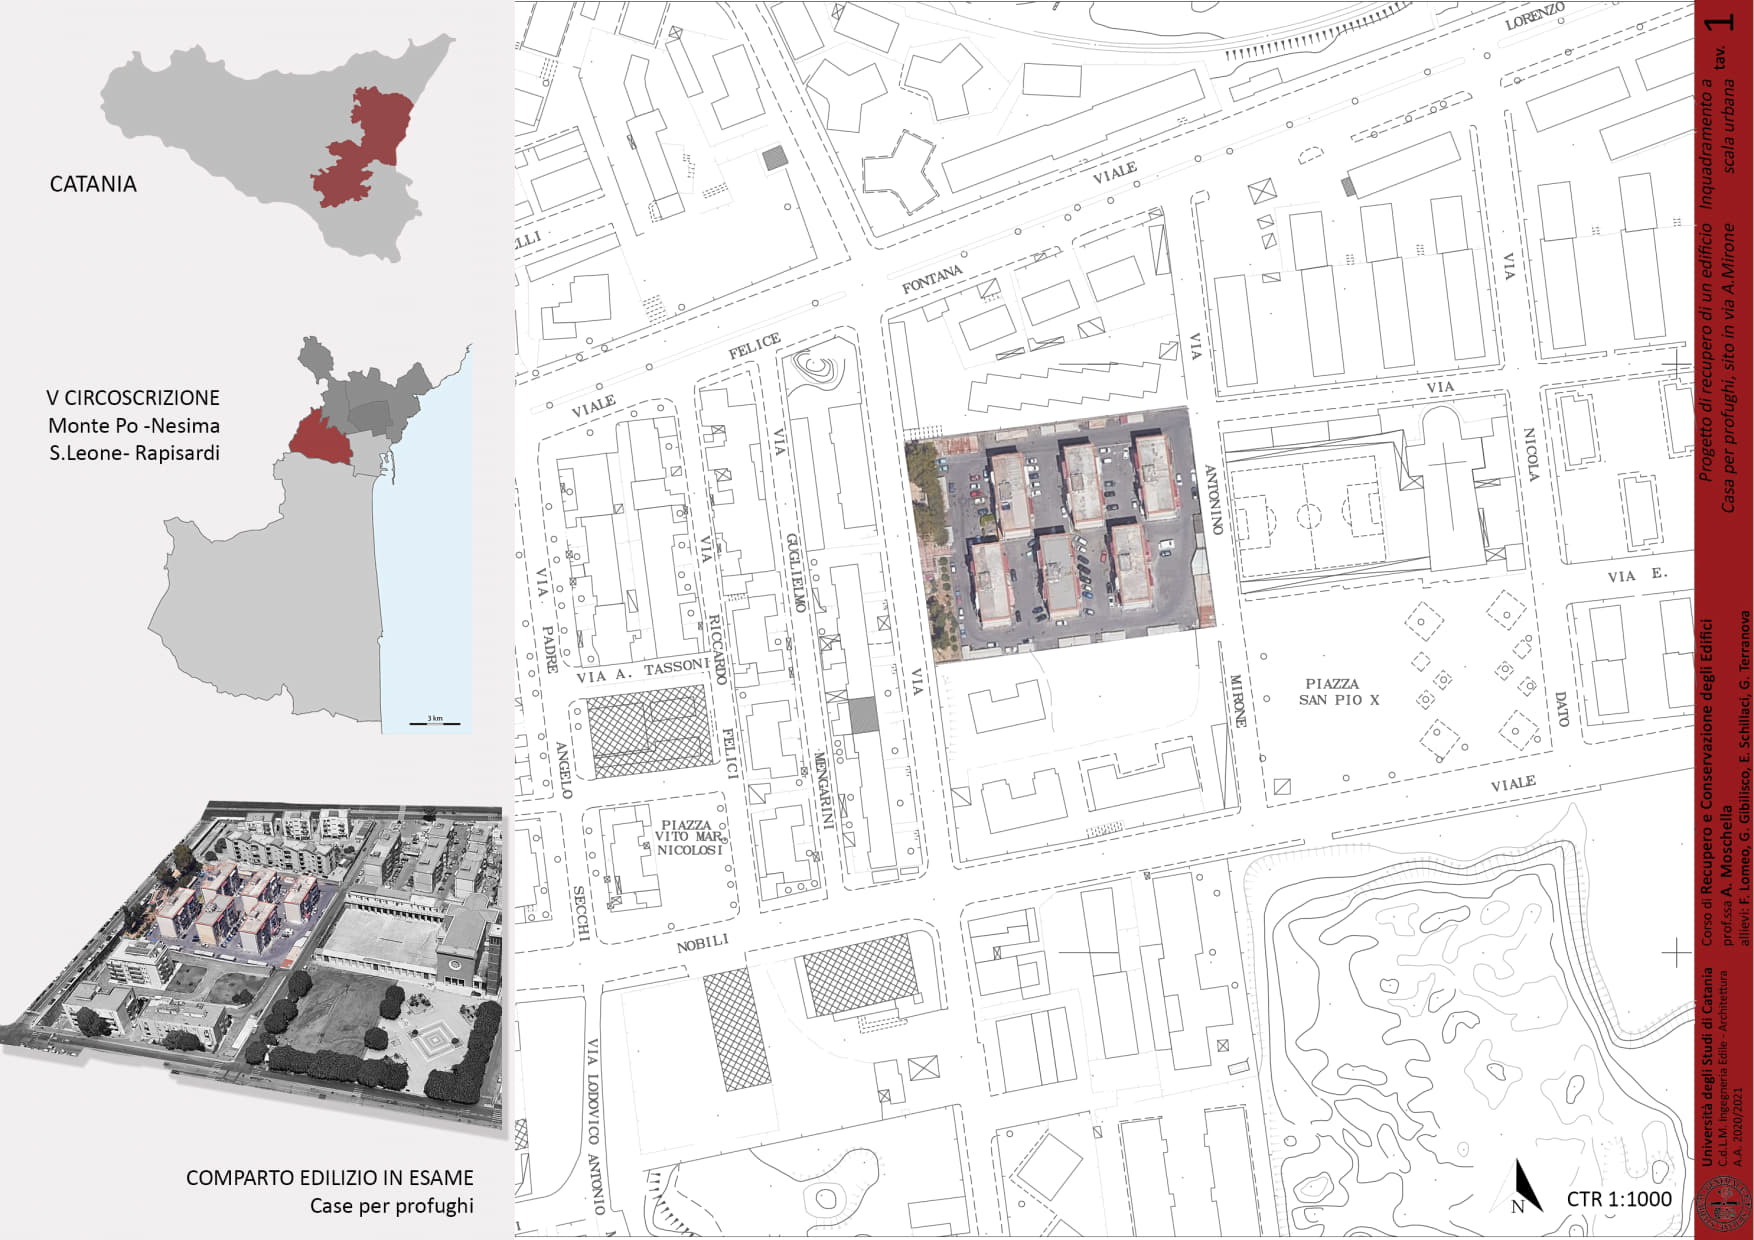 CATANIA
V CIRCOSCRIZIONE
Monte Po -Nesima
S.Leone- Rapisardi
3 km
COMPARTO EDILIZIO IN ESAME
Case per profughi
LORENZO
VIALE
FONTANA
FELICE
VIALE
ELLI
VIA
VIA
VIA
VIA
NICOLA
DATO
VIA
ANTONINO
MIRONE
VIA E.
VIA
GUGLIELMO
MENGARINI
VIA
RICCARDO
FELICI
VIA
PADRE
ANGELO
SECCHI
VIA A. TASSONI
PIAZZA
SAN PIO X
PIAZZA
VITO MAR.
NICOLOSI
VIALE
NOBILI
VIA LODOVICO ANTONIO
N
CTR 1:1000
tav. 1
Inquadramento a
scala urbana
Progetto di recupero di un edificio
Casa per profughi, sito in via A.Mirone
Corso di Recupero e Conservazione degli Edifici
prof.ssa A. Moschella
allievi: F. Lomeo, G. Gibilisco, E. Schillaci, G. Terranova
Università degli Studi di Catania
C.d.L.M. Ingegneria Edile - Architettura
A.A. 2020/2021